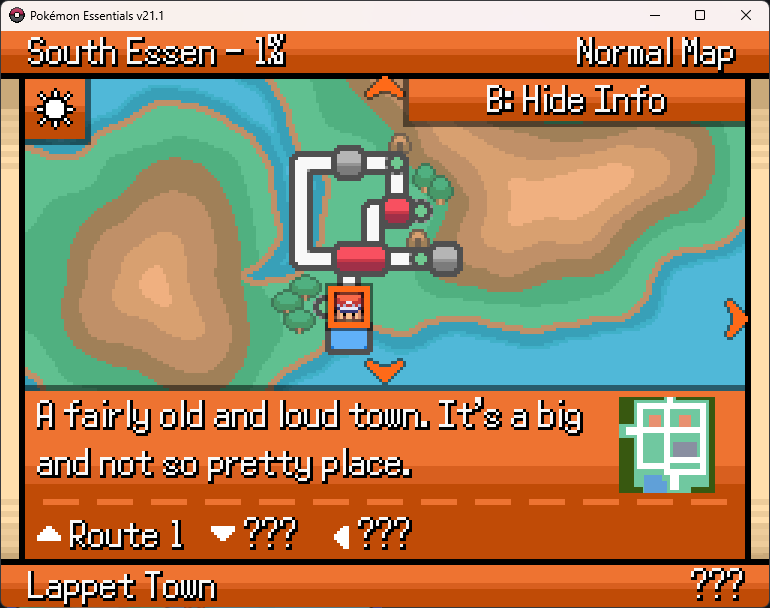 Pokémon Essentials v21.1
South Essen - 1%
Normal Map
B: Hide Info
A fairly old and loud town. It's a big
and not so pretty place.
Route 1 ??? ???
Lappet Town
???